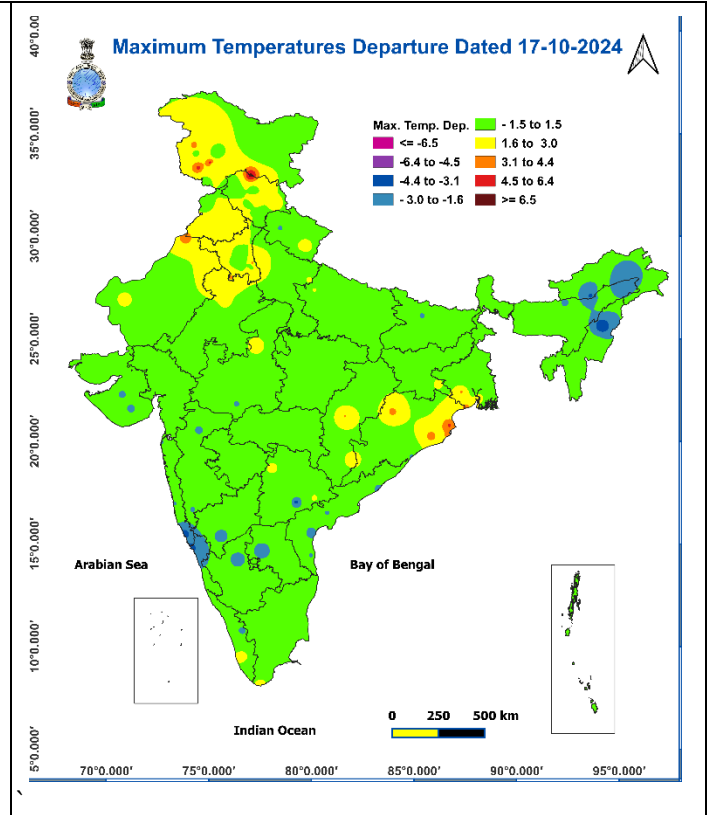 Maximum Temperatures Departure Dated 17-10-2024
Max. Temp. Dep.
<= -6.5
-6.4 to -4.5
-4.4 to -3.1
- 3.0 to -1.6
- 1.5 to 1.5
1.6 to 3.0
3.1 to 4.4
4.5 to 6.4
>= 6.5
40°0.00
35°0.000'
30°0.000'
25°0.000'
20°0.000'
15°0.000'
10°0.000'
5°0.000'
Arabian Sea
Bay of Bengal
Indian Ocean
0 250 500 km
70°0.000' 75°0.000' 80°0.000' 85°0.000' 90°0.000' 95°0.000'
`